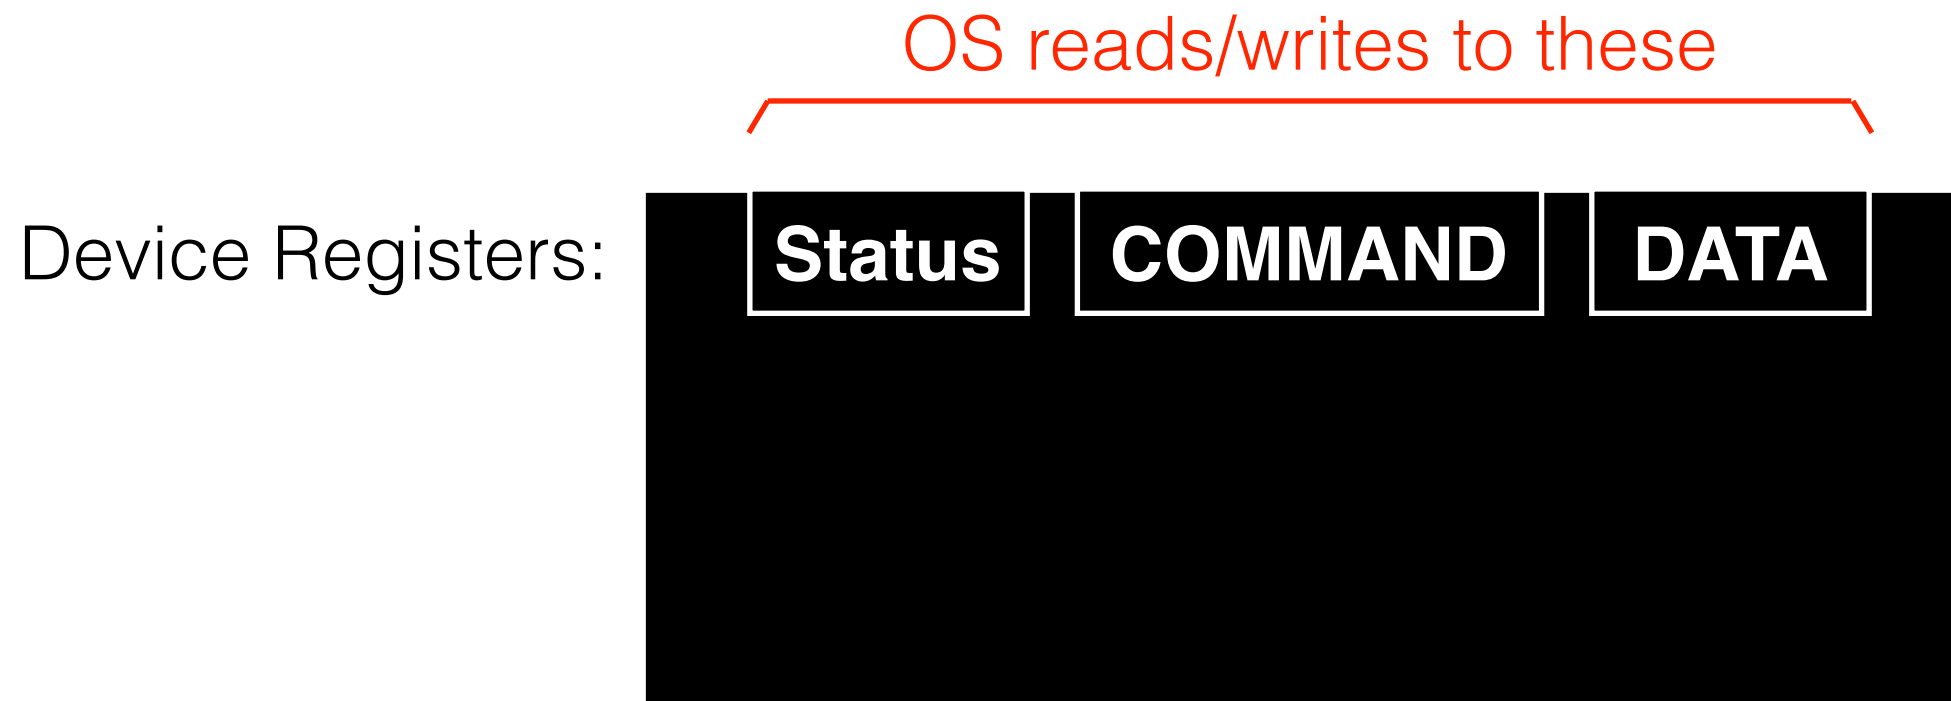 OS reads/writes to these
Device Registers: Status COMMAND DATA